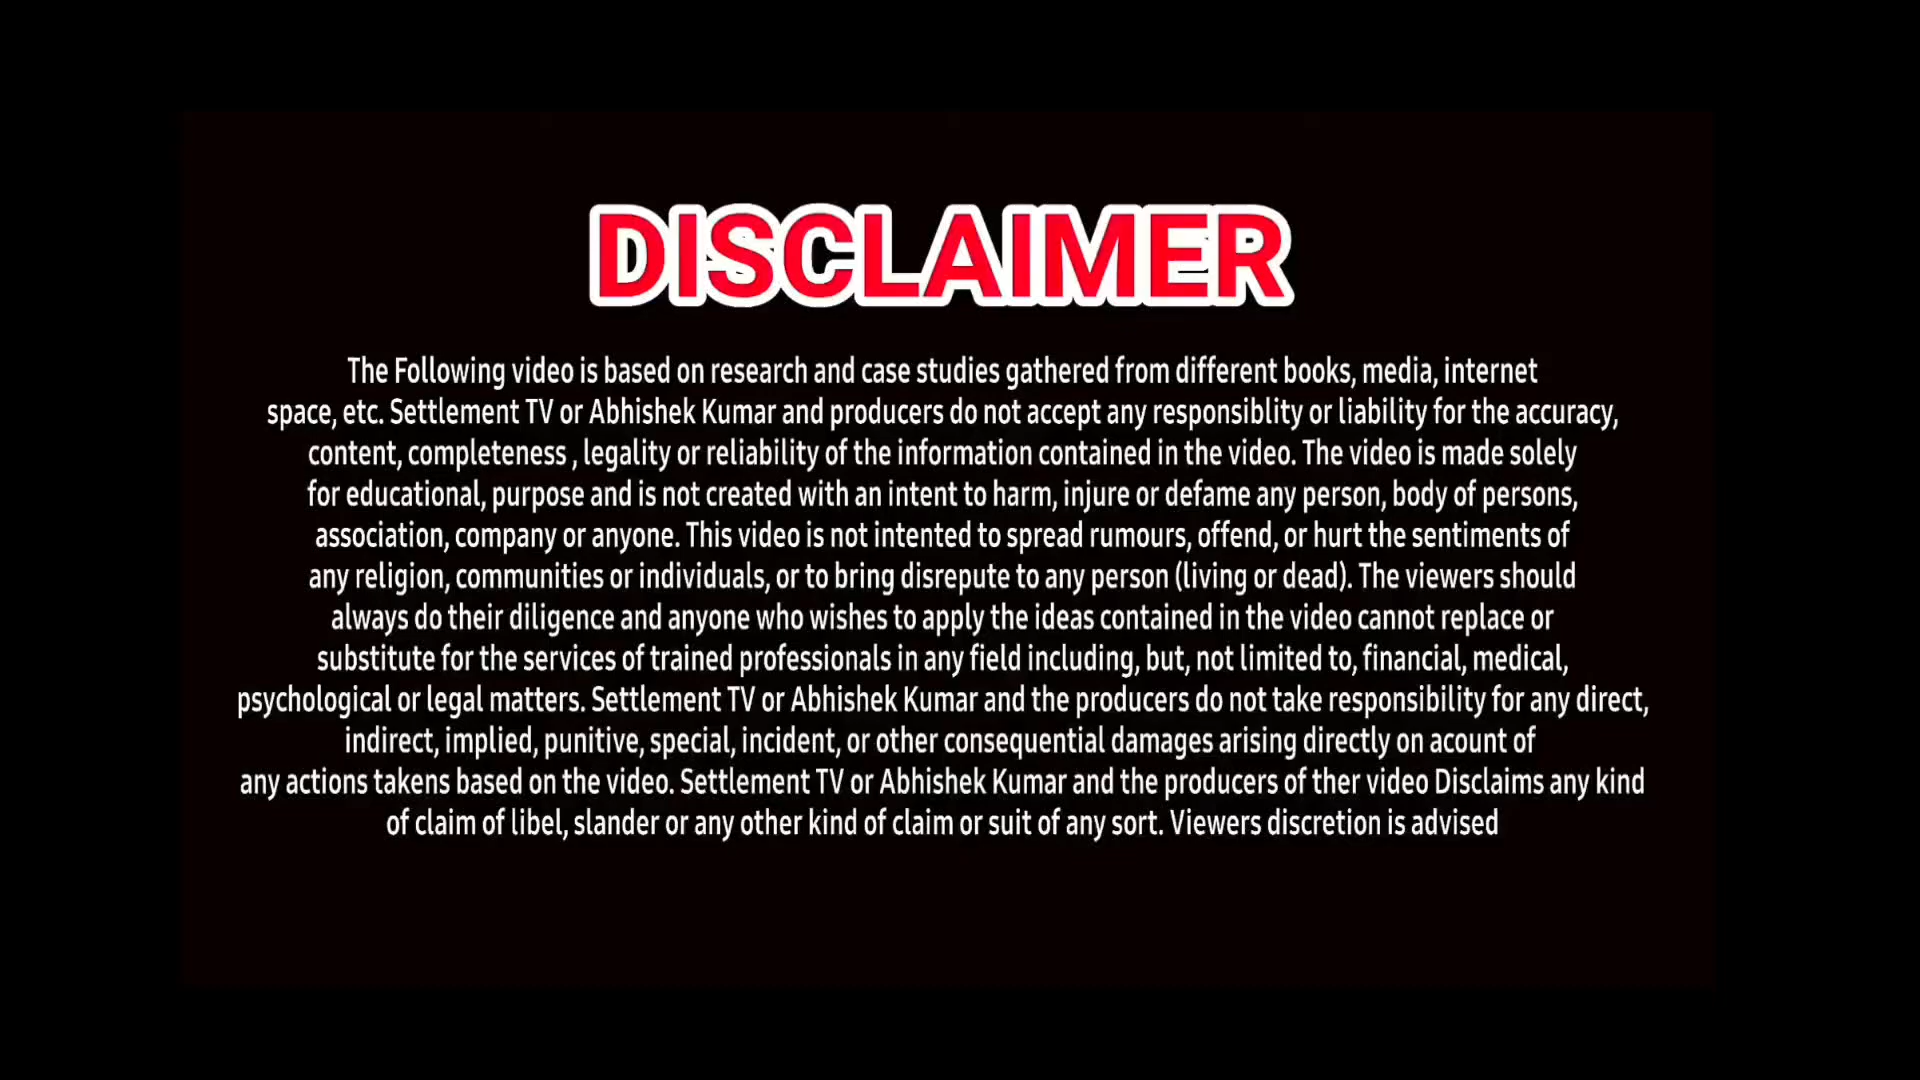 DISCLAIMER
The Following video is based on research and case studies gathered from different books, media, internet
space, etc. Settlement TV or Abhishek Kumar and producers do not accept any responsiblity or liability for the accuracy,
content, completeness , legality or reliability of the information contained in the video. The video is made solely
for educational, purpose and is not created with an intent to harm, injure or defame any person, body of persons,
association, company or anyone. This video is not intented to spread rumours, offend, or hurt the sentiments of
any religion, communities or individuals, or to bring disrepute to any person (living or dead). The viewers should
always do their diligence and anyone who wishes to apply the ideas contained in the video cannot replace or
substitute for the services of trained professionals in any field including, but, not limited to, financial, medical,
psychological or legal matters. Settlement TV or Abhishek Kumar and the producers do not take responsibility for any direct,
indirect, implied, punitive, special, incident, or other consequential damages arising directly on acount of
any actions takens based on the video. Settlement TV or Abhishek Kumar and the producers of ther video Disclaims any kind
of claim of libel, slander or any other kind of claim or suit of any sort. Viewers discretion is advised